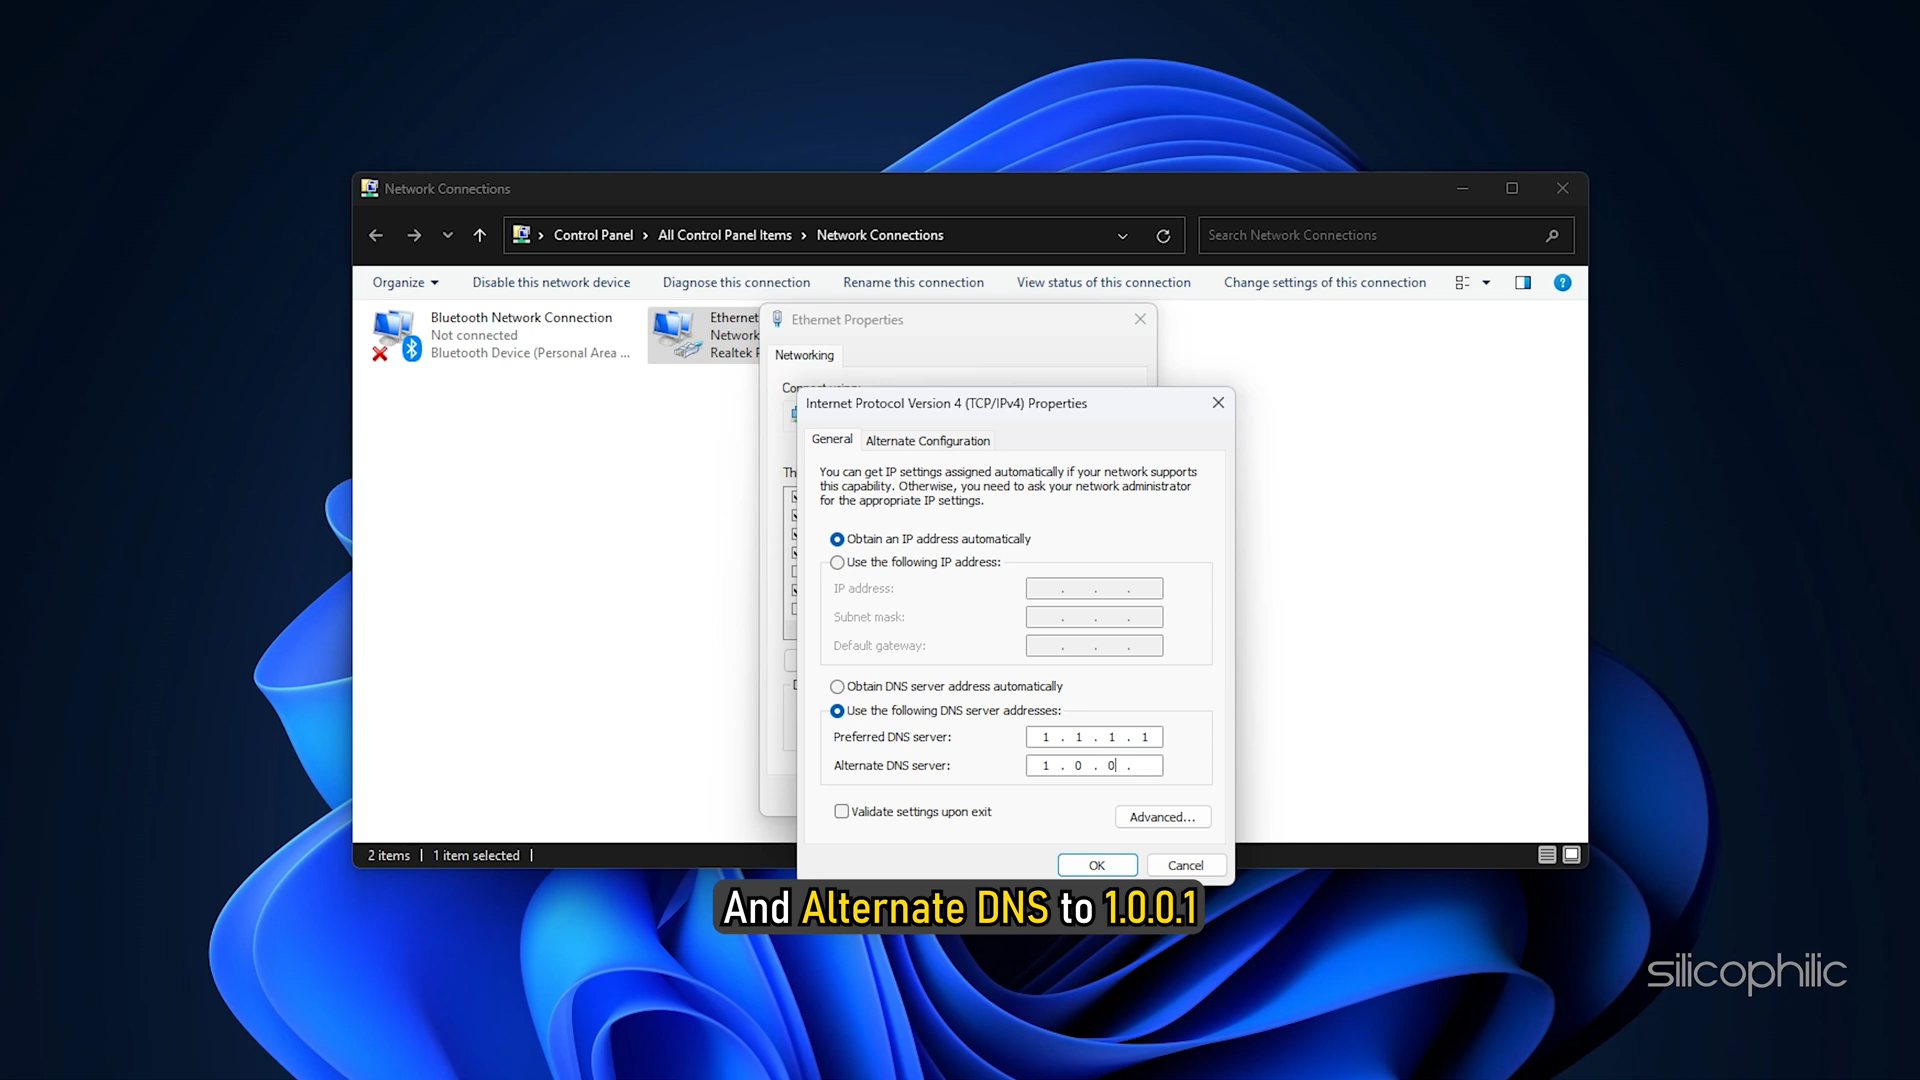 Network Connections
Control Panel > All Control Panel Items > Network Connections
Search Network Connections
Organize
Disable this network device
Diagnose this connection
Rename this connection
View status of this connection
Change settings of this connection
?
Bluetooth Network Connection
Not connected
Bluetooth Device (Personal Area ...
Ethernet
Network
Realtek
Ethernet Properties
Networking
Internet Protocol Version 4 (TCP/IPv4) Properties
General
Alternate Configuration
You can get IP settings assigned automatically if your network supports
this capability. Otherwise, you need to ask your network administrator
for the appropriate IP settings.
Obtain an IP address automatically
Use the following IP address:
IP address: . . .
Subnet mask: . . .
Default gateway: . . .
Obtain DNS server address automatically
Use the following DNS server addresses:
Preferred DNS server: 1 . 1 . 1 . 1
Alternate DNS server: 1 . 0 . 0 .
Validate settings upon exit
Advanced...
OK
Cancel
2 items
1 item selected
And Alternate DNS to 1.0.0.1
silicophilic